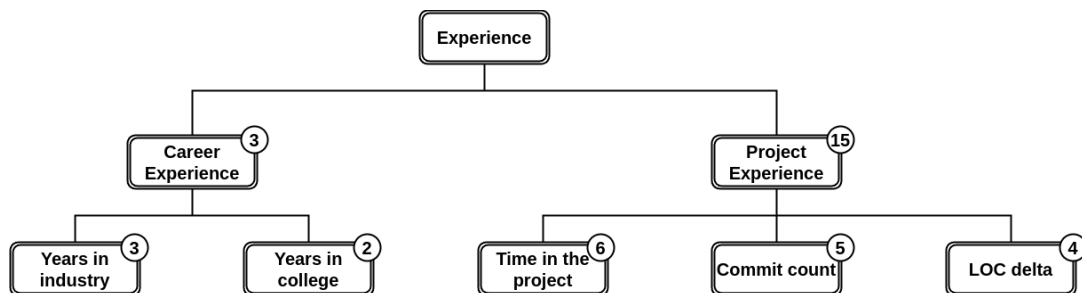 Experience
Career
Experience
3
Project
Experience
15
Years in
industry
3
Years in
college
2
Time in the
project
6
Commit count
5
LOC delta
4